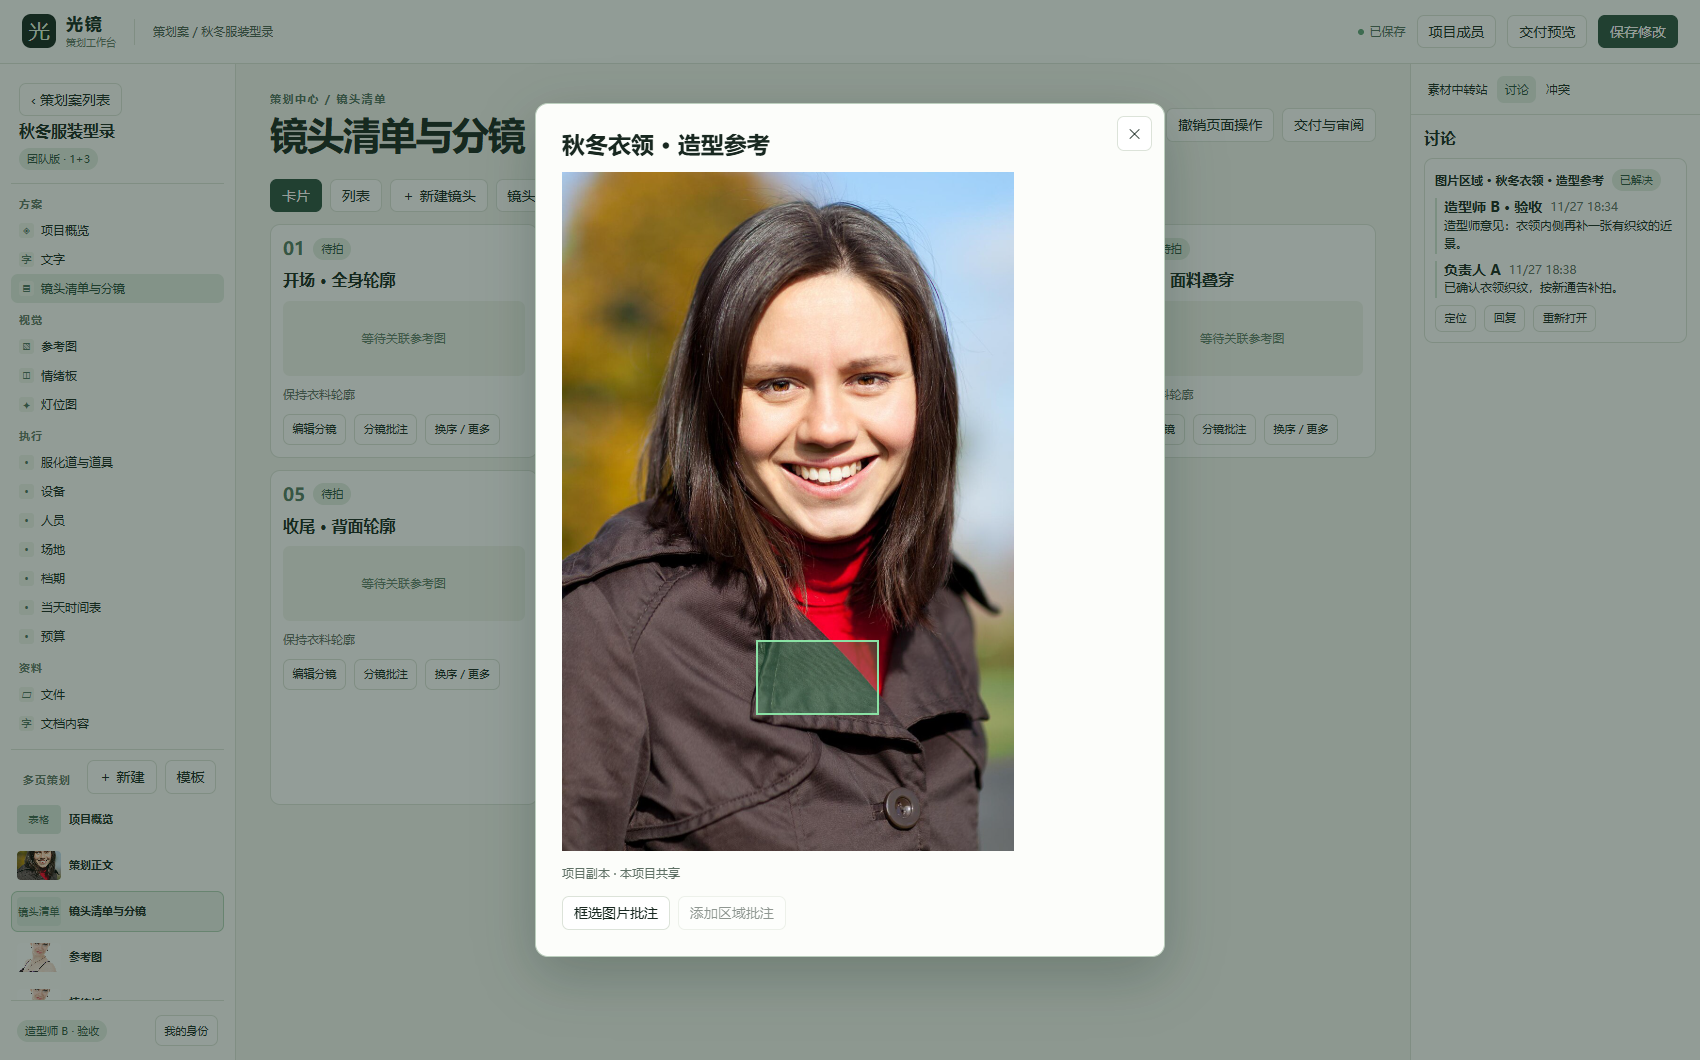 光 光镜
策划工作台
策划案 / 秋冬服装型录
已保存
项目成员
交付预览
保存修改
‹ 策划案列表
秋冬服装型录
团队版 · 1+3
方案
项目概览
字 文字
镜头清单与分镜
视觉
参考图
情绪板
灯位图
执行
服化道与道具
设备
人员
场地
档期
当天时间表
预算
资料
文件
字 文档内容
多页策划
+ 新建
模板
表格 项目概览
策划正文
镜头清单 镜头清单与分镜
参考图
造型师 B · 验收
我的身份
策划中心 / 镜头清单
镜头清单与分镜
撤销页面操作
交付与审阅
卡片
列表
+ 新建镜头
镜头
01 待拍
开场 • 全身轮廓
等待关联参考图
保持衣料轮廓
编辑分镜
分镜批注
换序 / 更多
面料叠穿
等待关联参考图
分镜批注
换序 / 更多
05 待拍
收尾 • 背面轮廓
等待关联参考图
保持衣料轮廓
编辑分镜
分镜批注
换序 / 更多
秋冬衣领 • 造型参考
项目副本 · 本项目共享
框选图片批注
添加区域批注
素材中转站
讨论
冲突
讨论
图片区域 • 秋冬衣领 • 造型参考 已解决
造型师 B • 验收 11/27 18:34
造型师意见：衣领内侧再补一张有织纹的近
景。
负责人 A 11/27 18:38
已确认衣领织纹，按新通告补拍。
定位
回复
重新打开